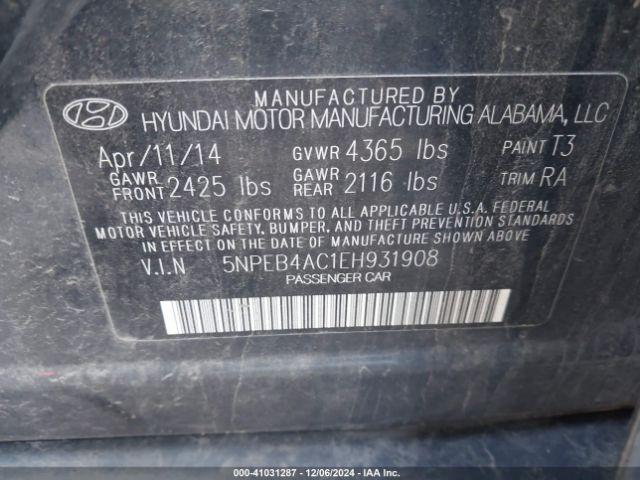 MANUFACTURED BY
HYUNDAI MOTOR MANUFACTURING ALABAMA, LLC
Apr/11/14 GVWR 4365 lbs PAINT T3
GAWR FRONT 2425 lbs GAWR REAR 2116 lbs TRIM RA
THIS VEHICLE CONFORMS TO ALL APPLICABLE U.S.A. FEDERAL
MOTOR VEHICLE SAFETY, BUMPER, AND THEFT PREVENTION STANDARDS
IN EFFECT ON THE DATE OF MANUFACTURE SHOWN ABOVE.
V.I.N 5NPEB4AC1EH931908
PASSENGER CAR
000-41031287 - 12/06/2024 - IAA Inc.